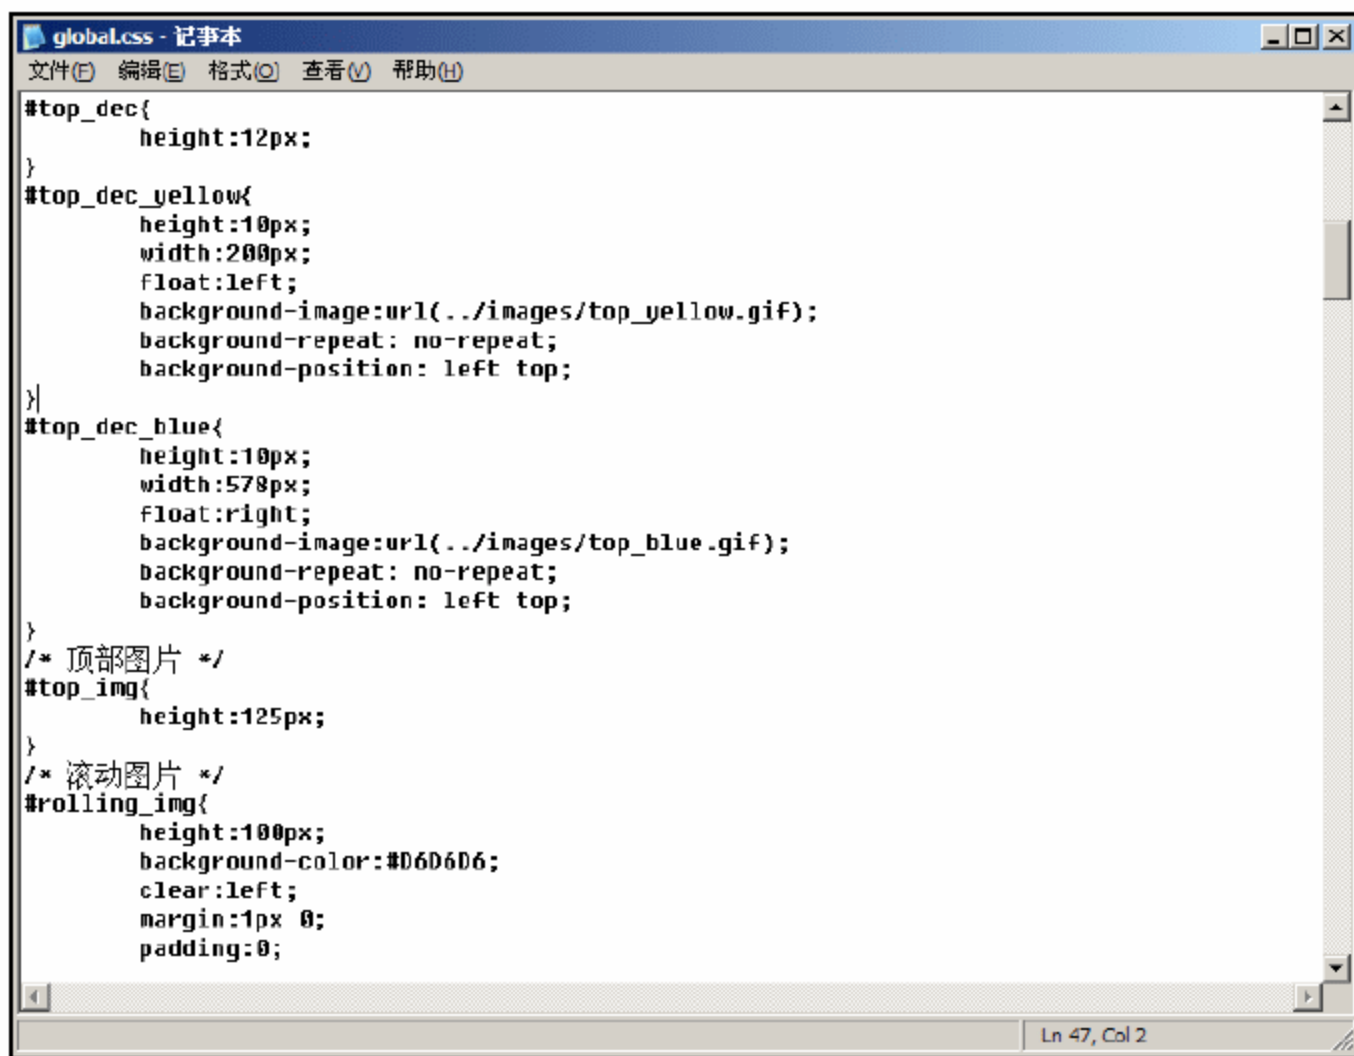 global.css - 记事本
文件(F) 编辑(E) 格式(O) 查看(V) 帮助(H)
#top_dec{
height:12px;
}
#top_dec_yellow{
height:10px;
width:200px;
float:left;
background-image:url(../images/top_yellow.gif);
background-repeat: no-repeat;
background-position: left top;
}
#top_dec_blue{
height:10px;
width:578px;
float:right;
background-image:url(../images/top_blue.gif);
background-repeat: no-repeat;
background-position: left top;
}
/* 顶部图片 */
#top_img{
height:125px;
}
/* 滚动图片 */
#rolling_img{
height:100px;
background-color:#D6D6D6;
clear:left;
margin:1px 0;
padding:0;
Ln 47, Col 2